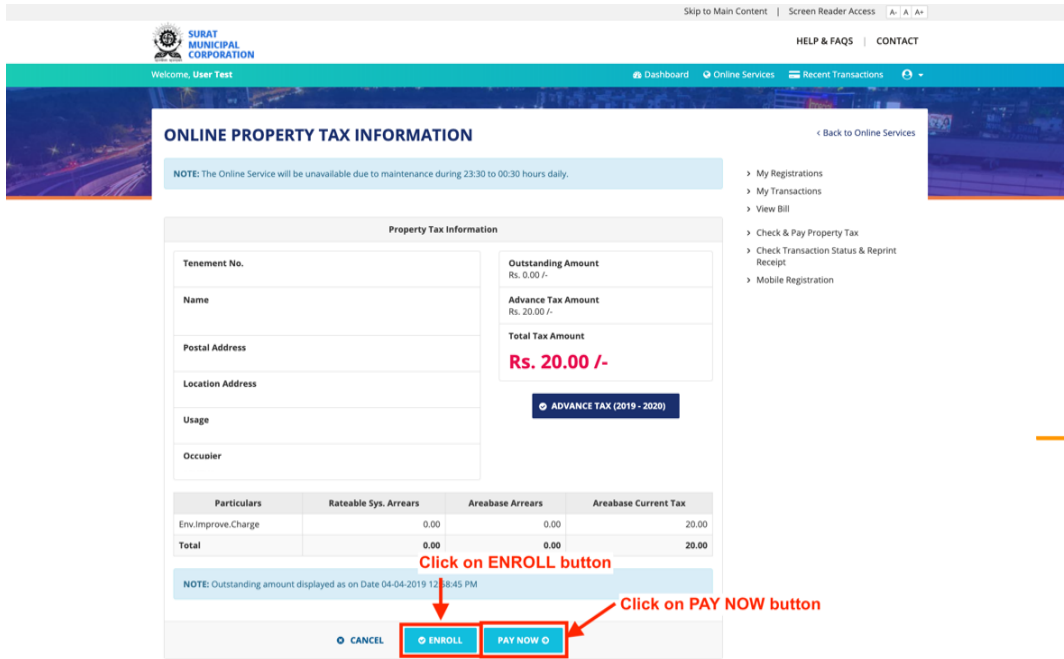 Skip to Main Content | Screen Reader Access A- A A+
SURAT
MUNICIPAL
CORPORATION
HELP & FAQS | CONTACT
Welcome, User Test
Dashboard Online Services Recent Transactions
ONLINE PROPERTY TAX INFORMATION
< Back to Online Services
NOTE: The Online Service will be unavailable due to maintenance during 23:30 to 00:30 hours daily.
> My Registrations
> My Transactions
> View Bill
> Check & Pay Property Tax
> Check Transaction Status & Reprint
Receipt
> Mobile Registration
Property Tax Information
Tenement No.
Name
Postal Address
Location Address
Usage
Occupier
Outstanding Amount
Rs. 0.00 /-
Advance Tax Amount
Rs. 20.00 /-
Total Tax Amount
Rs. 20.00 /-
ADVANCE TAX (2019 - 2020)
Particulars Rateable Sys. Arrears Areabase Arrears Areabase Current Tax
Env.Improve.Charge 0.00 0.00 20.00
Total 0.00 0.00 20.00
Click on ENROLL button
NOTE: Outstanding amount displayed as on Date 04-04-2019 12:58:45 PM
Click on PAY NOW button
CANCEL ENROLL PAY NOW